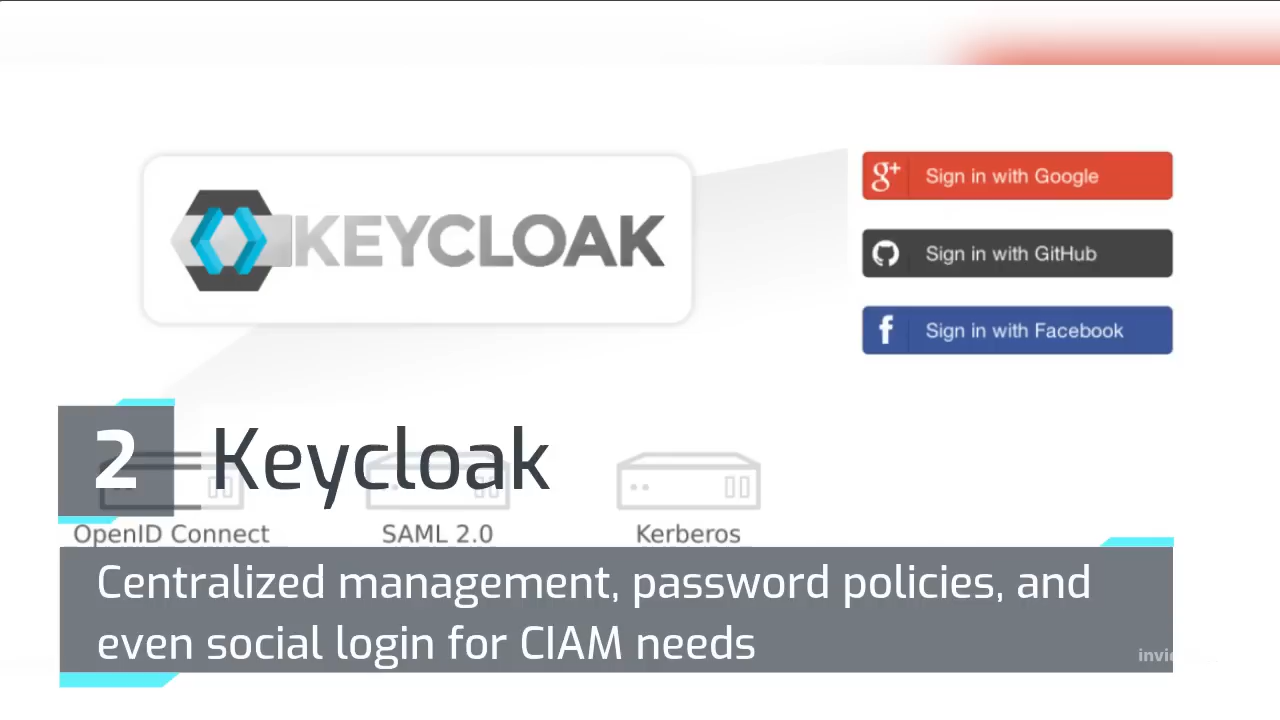 KEYCLOAK
g+ Sign in with Google
Sign in with GitHub
f Sign in with Facebook
2 Keycloak
OpenID Connect
SAML 2.0
Kerberos
Centralized management, password policies, and
even social login for CIAM needs